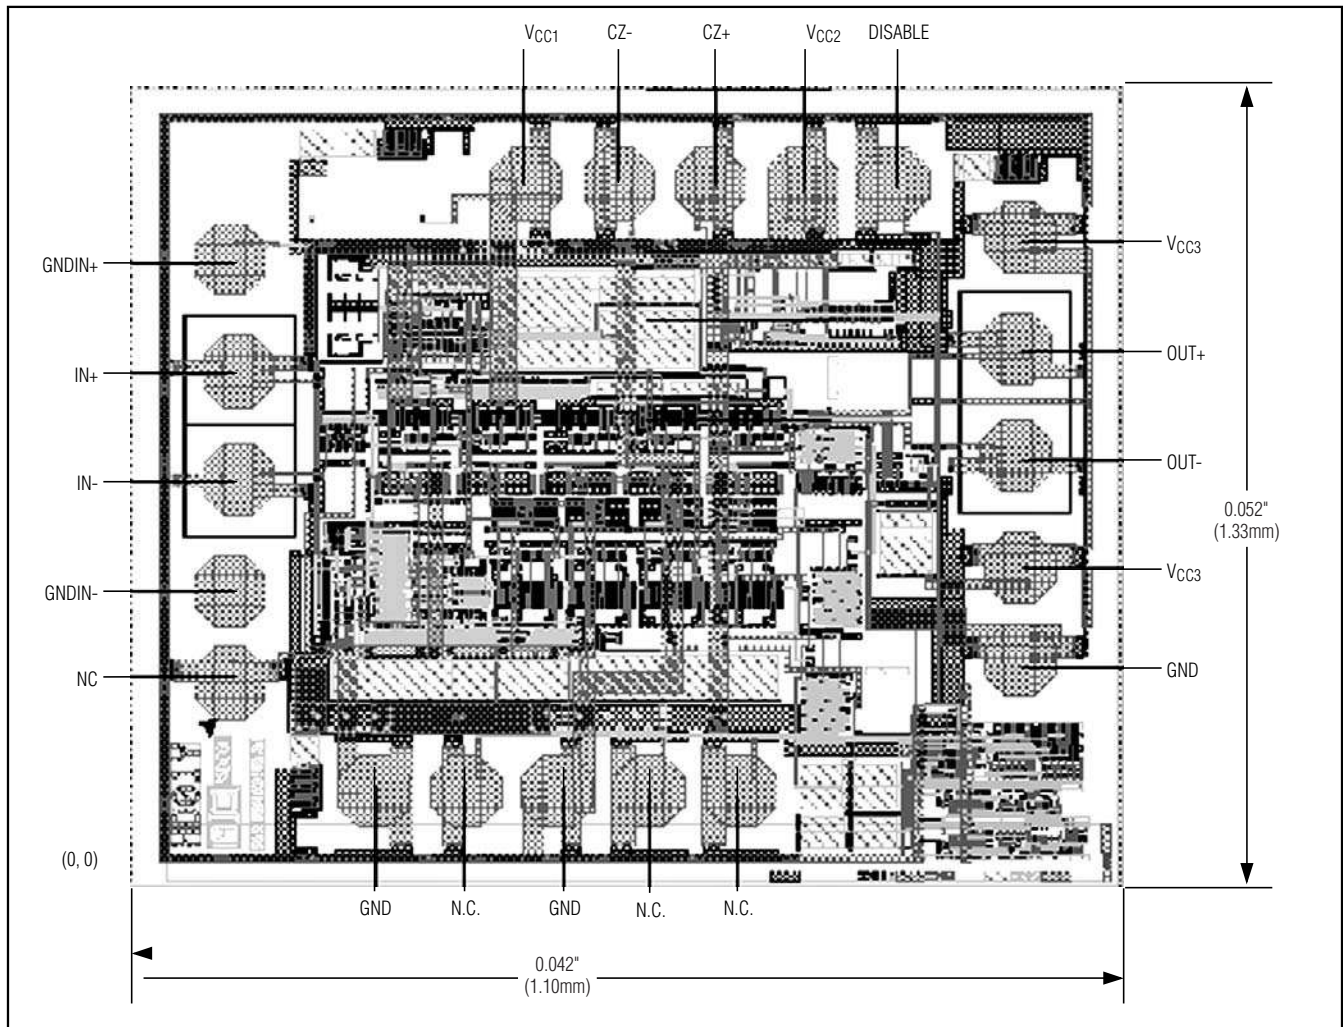 VCC1 CZ- CZ+ VCC2 DISABLE
GNDIN+
VCC3
IN+
OUT+
IN-
OUT-
0.052"
(1.33mm)
GNDIN-
VCC3
NC
GND
(0, 0)
GND N.C. GND N.C. N.C.
0.042"
(1.10mm)